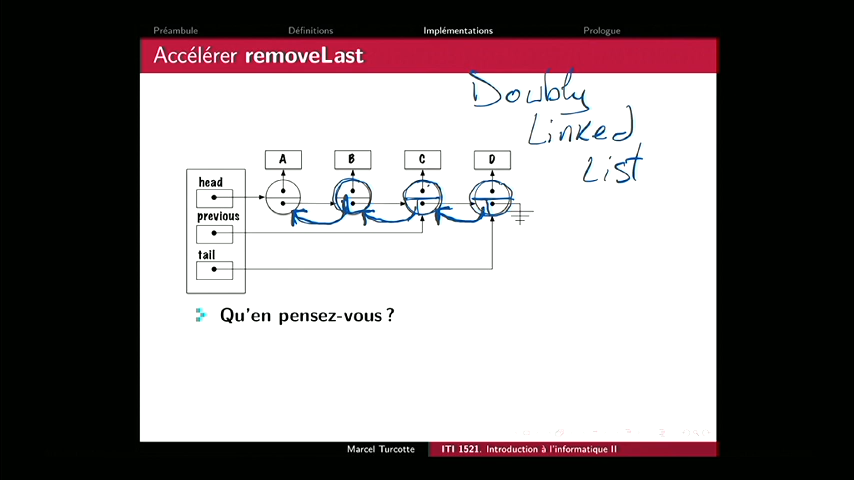 Préambule Définitions Implémentations Prologue
Accélérer removeLast
Doubly
Linked
List
A B C D
head
previous
tail
Qu'en pensez-vous ?
Marcel Turcotte ITI 1521. Introduction à l'informatique II